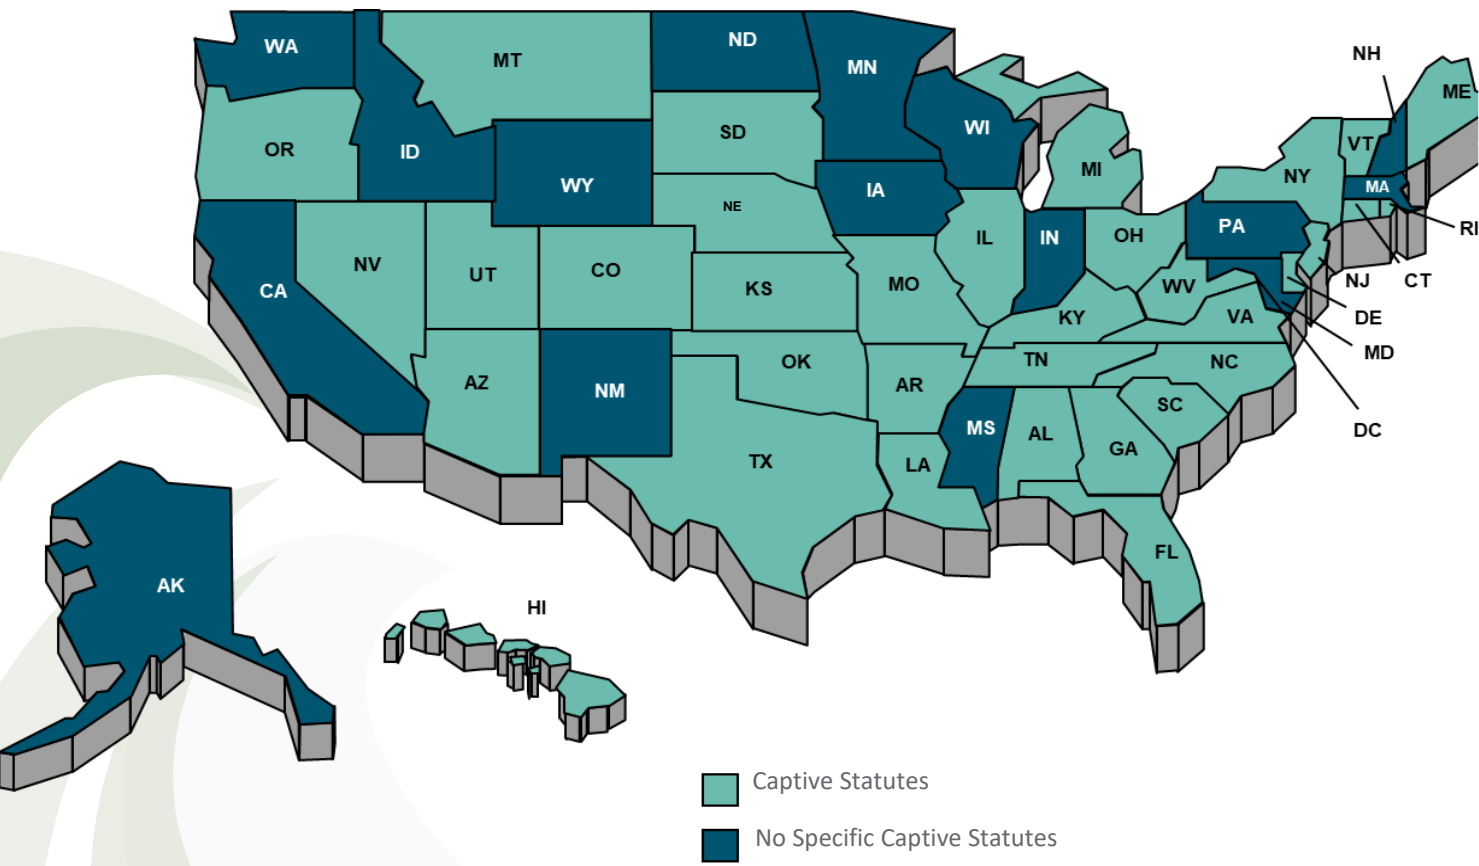 WA
MT
ND
MN
NH
ME
OR
ID
SD
WI
VT
MI
NY
WY
IA
MA
NE
RI
NV
UT
CO
IL
IN
OH
PA
CA
KS
MO
WV
NJ
CT
KY
VA
DE
MD
AZ
NM
OK
AR
TN
NC
SC
DC
TX
LA
MS
AL
GA
FL
AK
HI
Captive Statutes
No Specific Captive Statutes